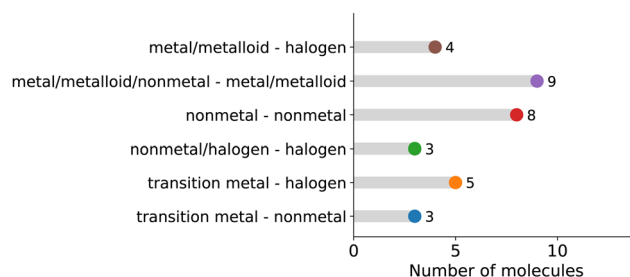 metal/metalloid - halogen 4
metal/metalloid/nonmetal - metal/metalloid 9
nonmetal - nonmetal 8
nonmetal/halogen - halogen 3
transition metal - halogen 5
transition metal - nonmetal 3
0 5 10
Number of molecules